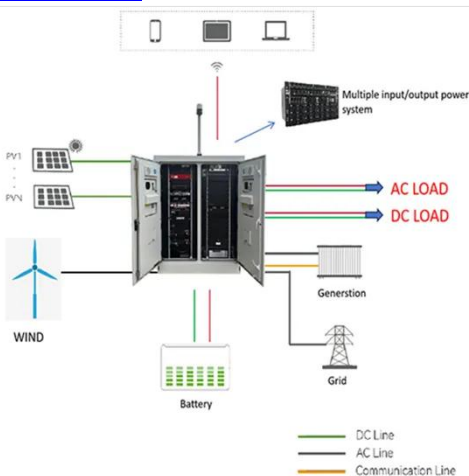 Multiple input/output power
system
PV1
PVN
AC LOAD
DC LOAD
WIND
Generstion
Grid
Battery
DC Line
AC Line
Communication Line